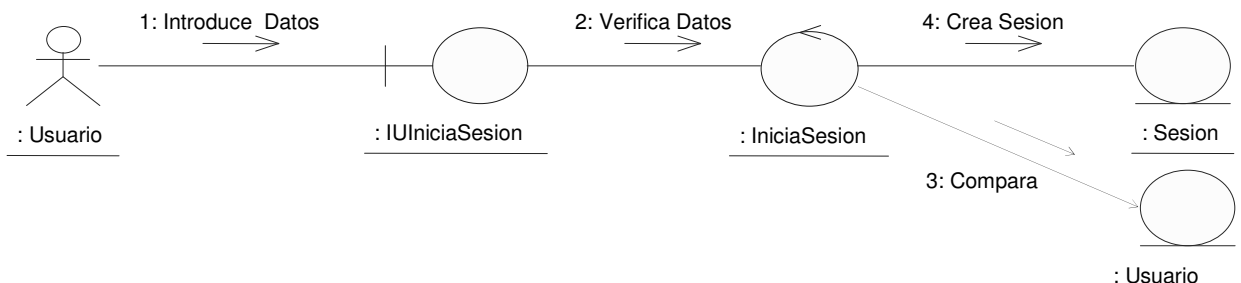 1: Introduce Datos
2: Verifica Datos
4: Crea Sesion
: Usuario
: IUIniciaSesion
: IniciaSesion
: Sesion
3: Compara
: Usuario